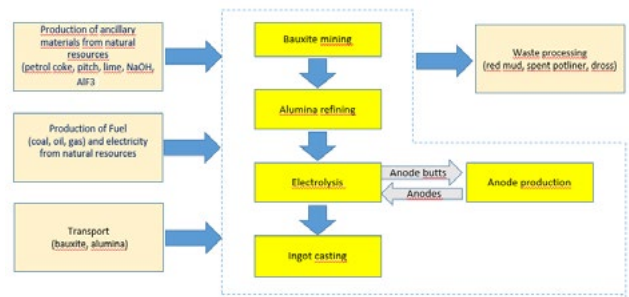 Production of ancillary
materials from natural
resources
(petrol coke, pitch, lime, NaOH,
AlF3
Bauxite mining
Waste processing
(red mud, spent potliner, dross)
Alumina refining
Production of Fuel
(coal, oil, gas) and electricity
from natural resources
Electrolysis
Anode butts
Anodes
Anode production
Transport
(bauxite, alumina)
Ingot casting